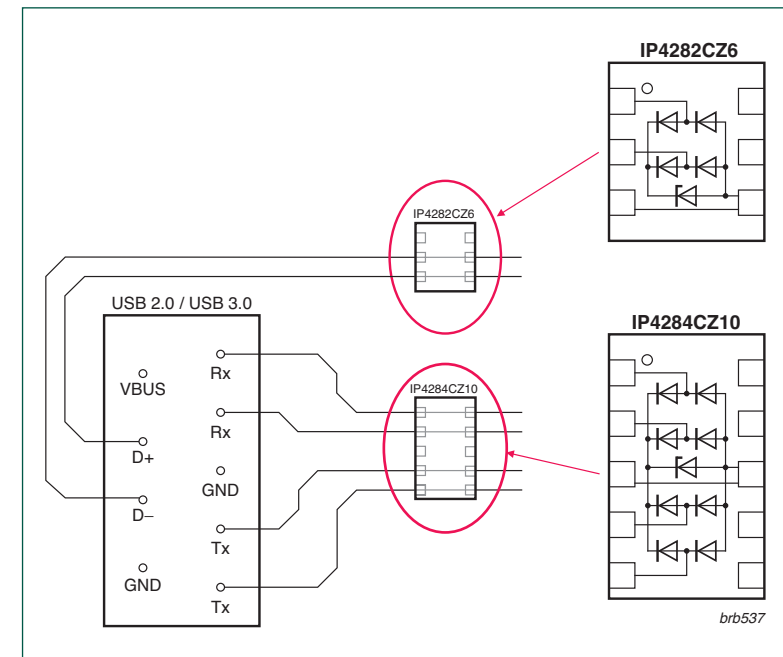 IP4282CZ6
IP4282CZ6
USB 2.0 / USB 3.0
IP4284CZ10
Rx
VBUS
IP4284CZ10
Rx
D+
GND
D−
Tx
GND
Tx
brb537